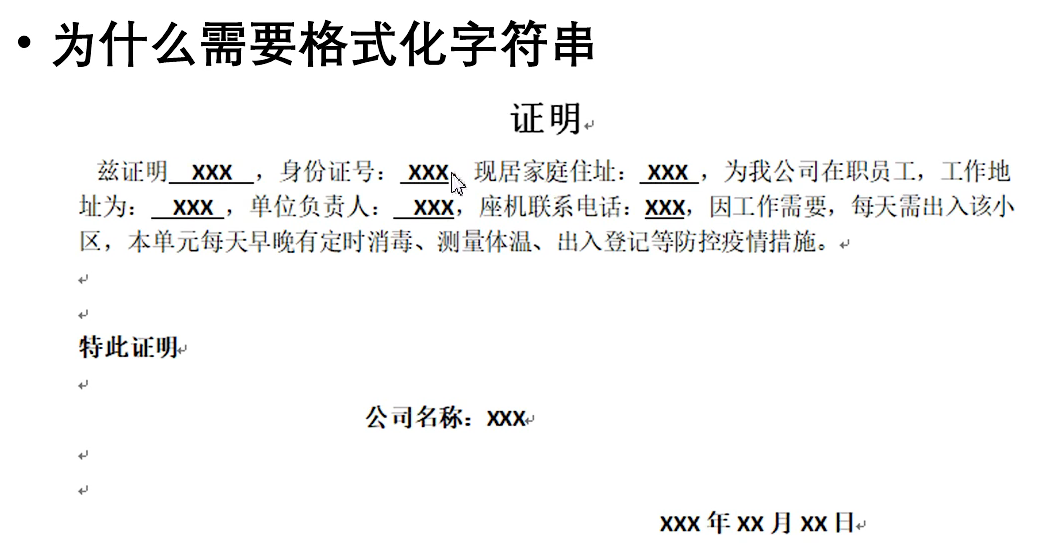 • 为什么需要格式化字符串
证明
兹证明 XXX ，身份证号： XXX，现居家庭住址： XXX ，为我公司在职员工，工作地
址为： XXX ，单位负责人： XXX，座机联系电话：XXX，因工作需要，每天需出入该小
区，本单元每天早晚有定时消毒、测量体温、出入登记等防控疫情措施。
特此证明
公司名称：XXX
XXX 年 XX 月 XX 日